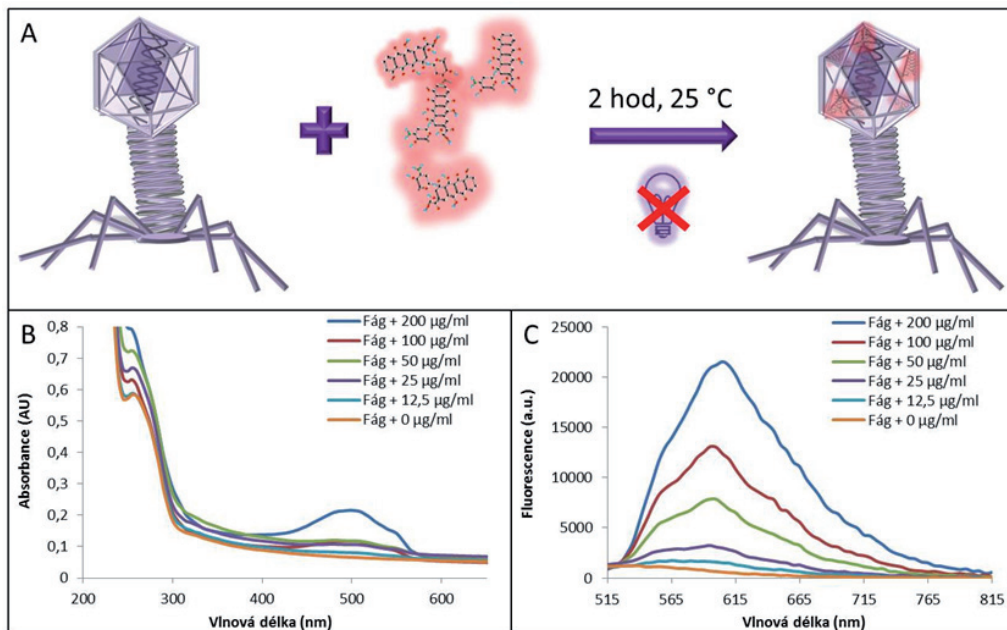 A
2 hod, 25 °C
B
Fág + 200 µg/ml
Fág + 100 µg/ml
Fág + 50 µg/ml
Fág + 25 µg/ml
Fág + 12,5 µg/ml
Fág + 0 µg/ml
Absorbance (AU)
0,8
0,7
0,6
0,5
0,4
0,3
0,2
0,1
0
200 300 400 500 600
Vlnová délka (nm)
C
Fág + 200 µg/ml
Fág + 100 µg/ml
Fág + 50 µg/ml
Fág + 25 µg/ml
Fág + 12,5 µg/ml
Fág + 0 µg/ml
Fluorescence (a.u.)
25000
20000
15000
10000
5000
0
515 565 615 665 715 765 815
Vlnová délka (nm)